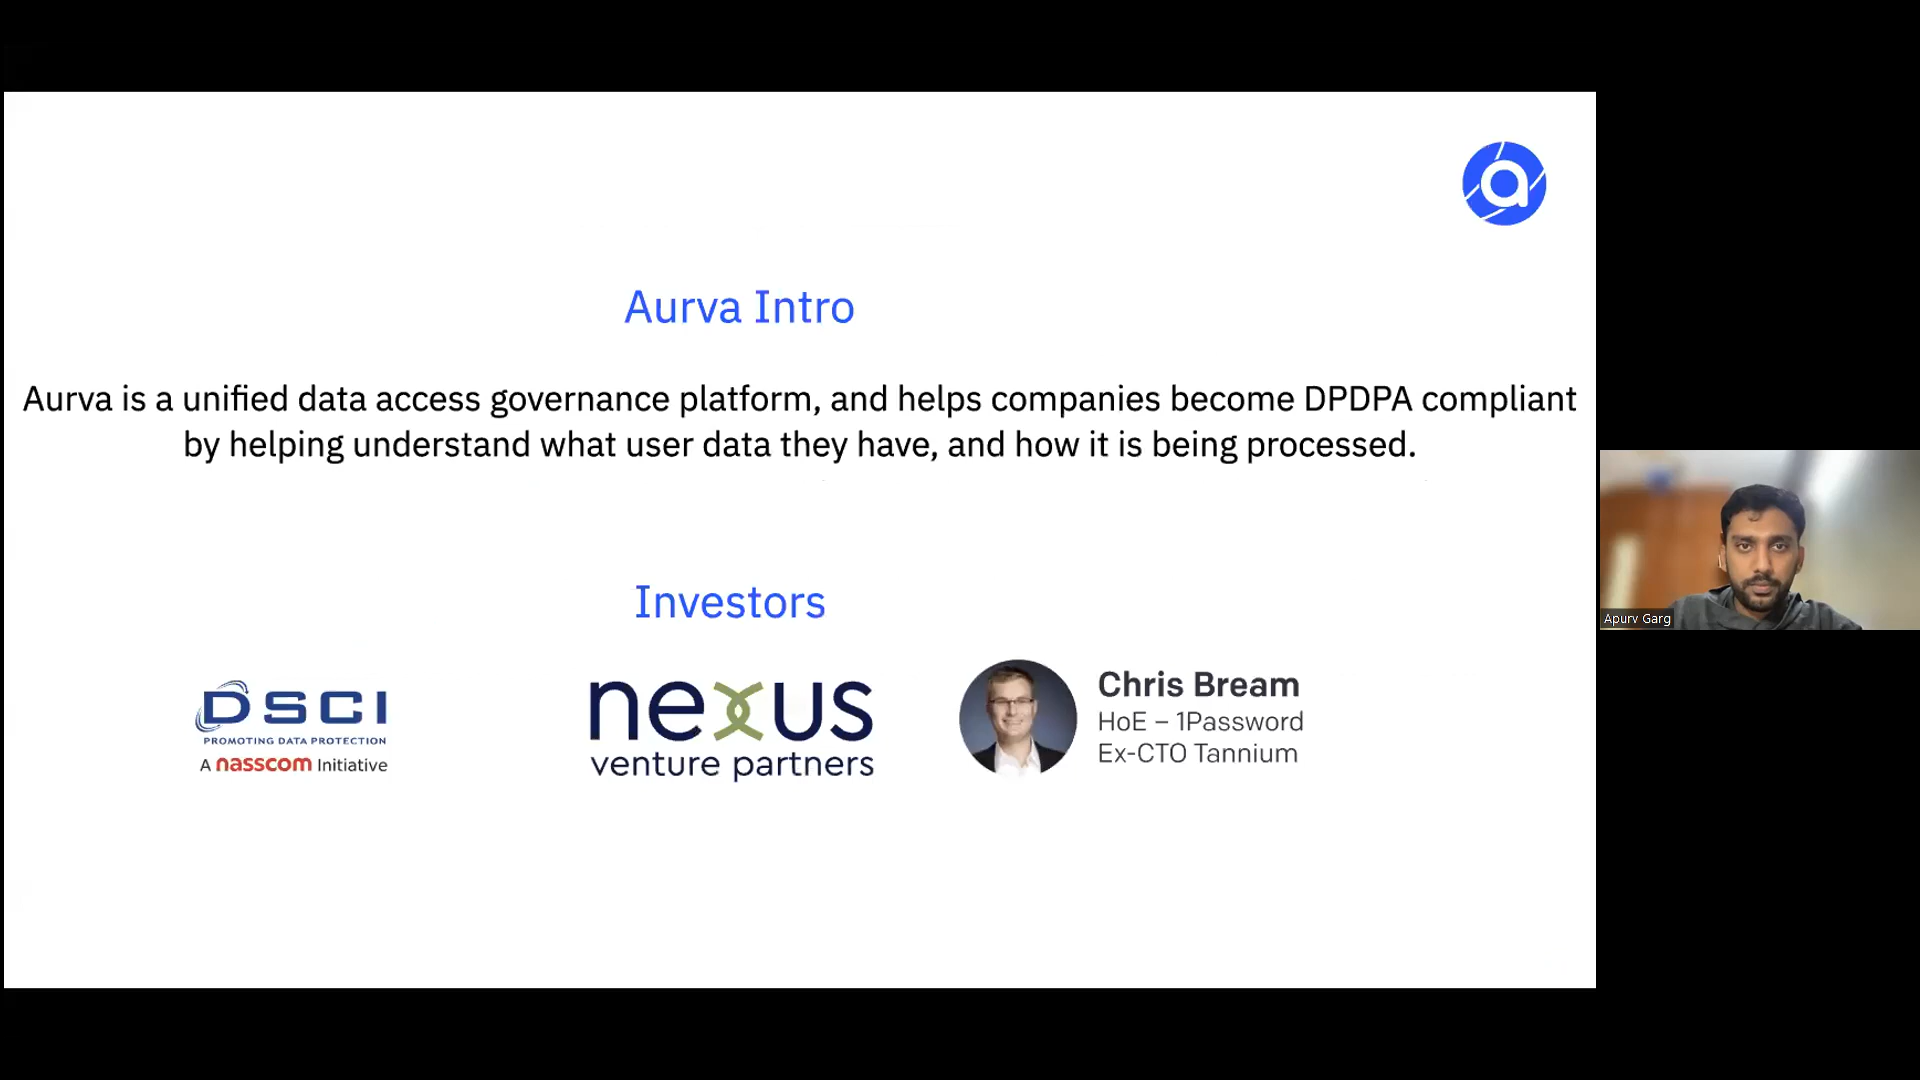 a
Aurva Intro
Aurva is a unified data access governance platform, and helps companies become DPDPA compliant
by helping understand what user data they have, and how it is being processed.
Investors
DSCI
PROMOTING DATA PROTECTION
A nasscom Initiative
nexus
venture partners
Chris Bream
HoE – 1Password
Ex-CTO Tannium
Apurv Garg